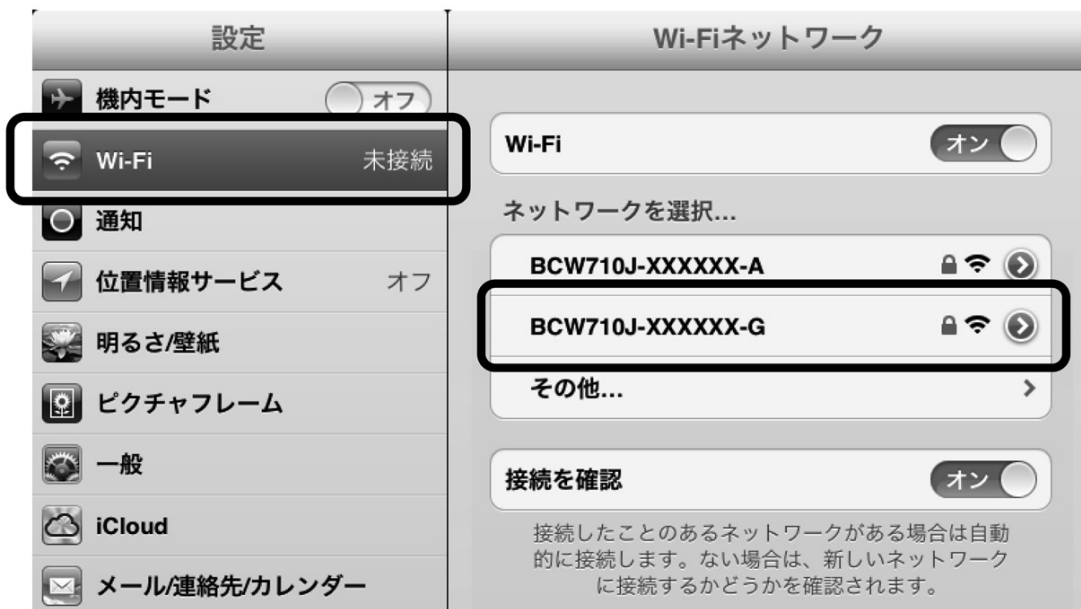 設定
機内モード オフ
Wi-Fi 未接続
通知
位置情報サービス オフ
明るさ/壁紙
ピクチャフレーム
一般
iCloud
メール/連絡先/カレンダー
Wi-Fiネットワーク
Wi-Fi オン
ネットワークを選択...
BCW710J-XXXXXX-A
BCW710J-XXXXXX-G
その他...
接続を確認 オン
接続したことのあるネットワークがある場合は自動
的に接続します。ない場合は、新しいネットワーク
に接続するかどうかを確認されます。